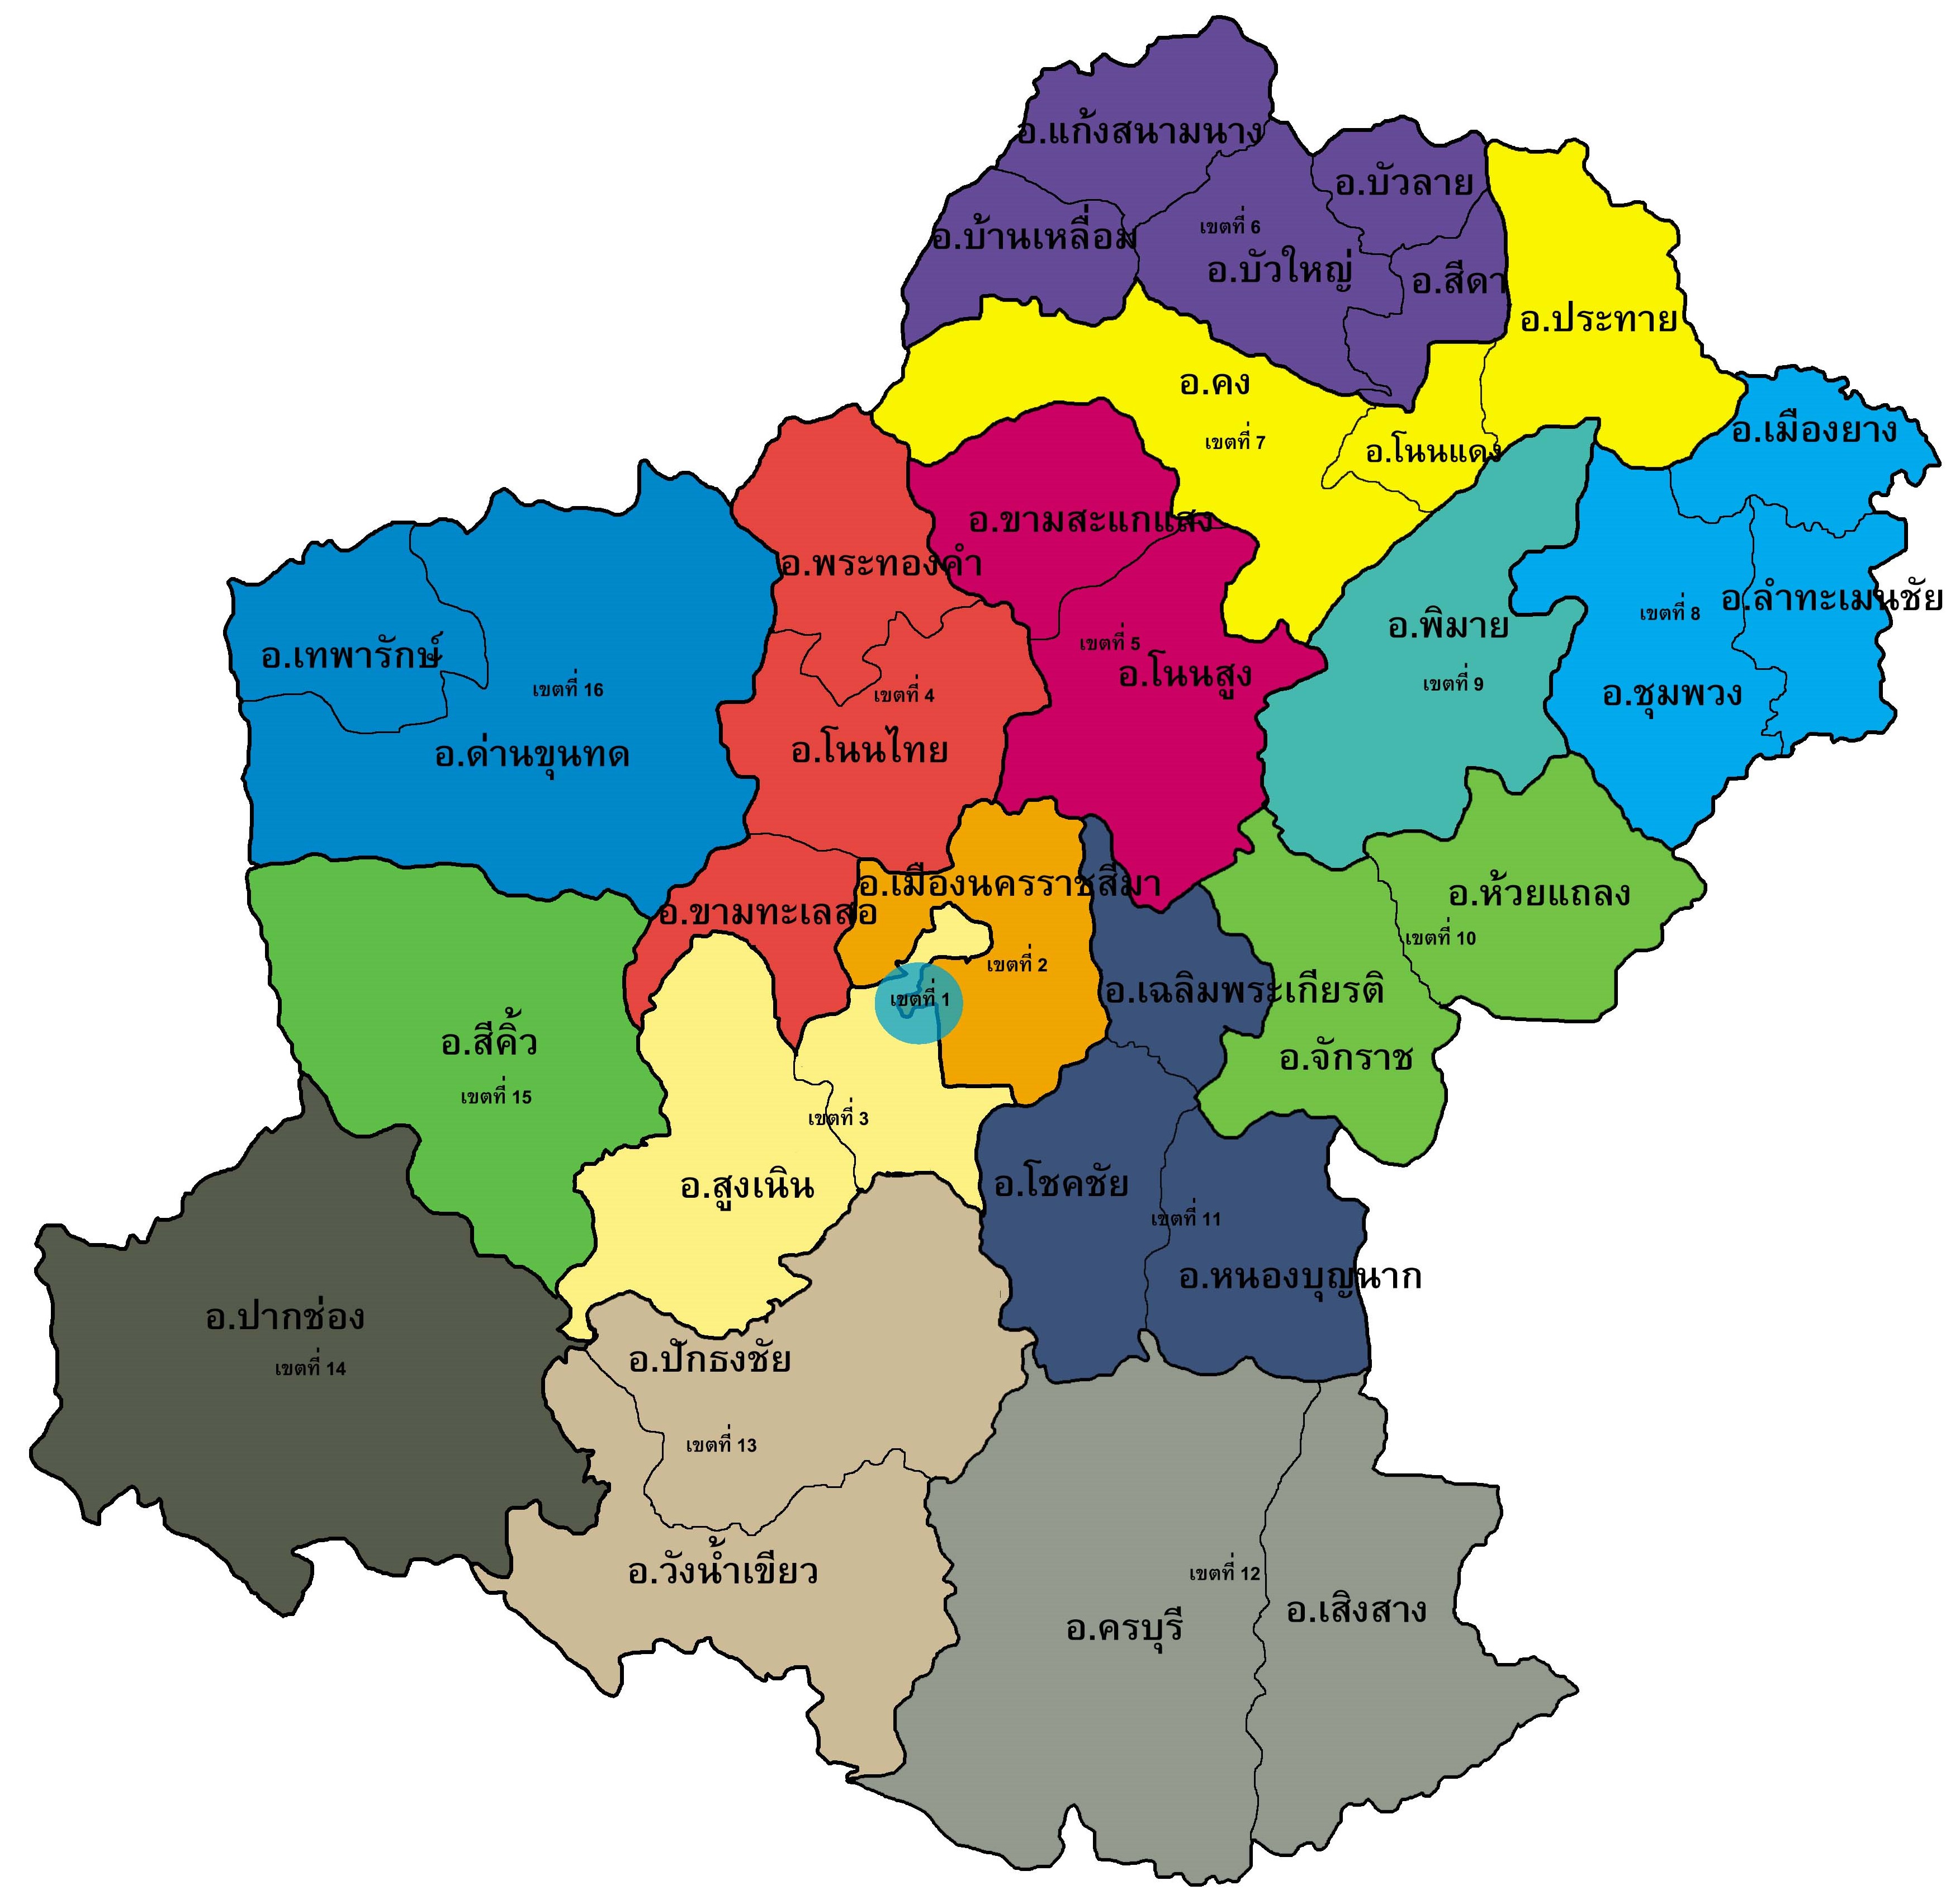 อ.แก้งสนามนาง
อ.บัวลาย
เขตที่ 6
อ.บ้านเหลื่อม
อ.บัวใหญ่
อ.สีดา
อ.ประทาย
อ.คง
เขตที่ 7
อ.โนนแดง
อ.เมืองยาง
อ.ขามสะแกแสง
อ.พระทองคำ
อ.ลำทะเมนชัย
เขตที่ 8
อ.พิมาย
เขตที่ 5
อ.เทพารักษ์
อ.โนนสูง
เขตที่ 9
เขตที่ 16
เขตที่ 4
อ.ชุมพวง
อ.ด่านขุนทด
อ.โนนไทย
อ.เมืองนครราชสีมา
อ.ห้วยแถลง
อ.ขามทะเลสอ
เขตที่ 10
เขตที่ 2
อ.เฉลิมพระเกียรติ
เขตที่ 1
อ.สีคิ้ว
อ.จักราช
เขตที่ 15
เขตที่ 3
อ.สูงเนิน
อ.โชคชัย
เขตที่ 11
อ.หนองบุญนาก
อ.ปากช่อง
เขตที่ 14
อ.ปักธงชัย
เขตที่ 13
อ.วังน้ำเขียว
เขตที่ 12
อ.เสิงสาง
อ.ครบุรี